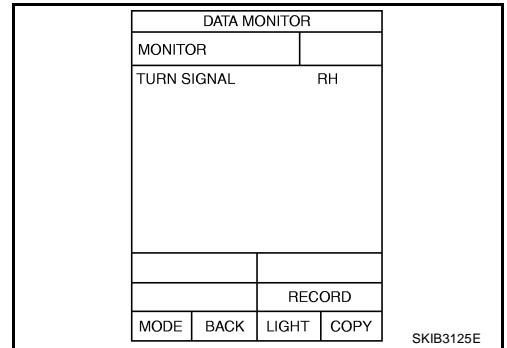 DATA MONITOR
MONITOR
TURN SIGNAL RH
RECORD
MODE BACK LIGHT COPY
SKIB3125E